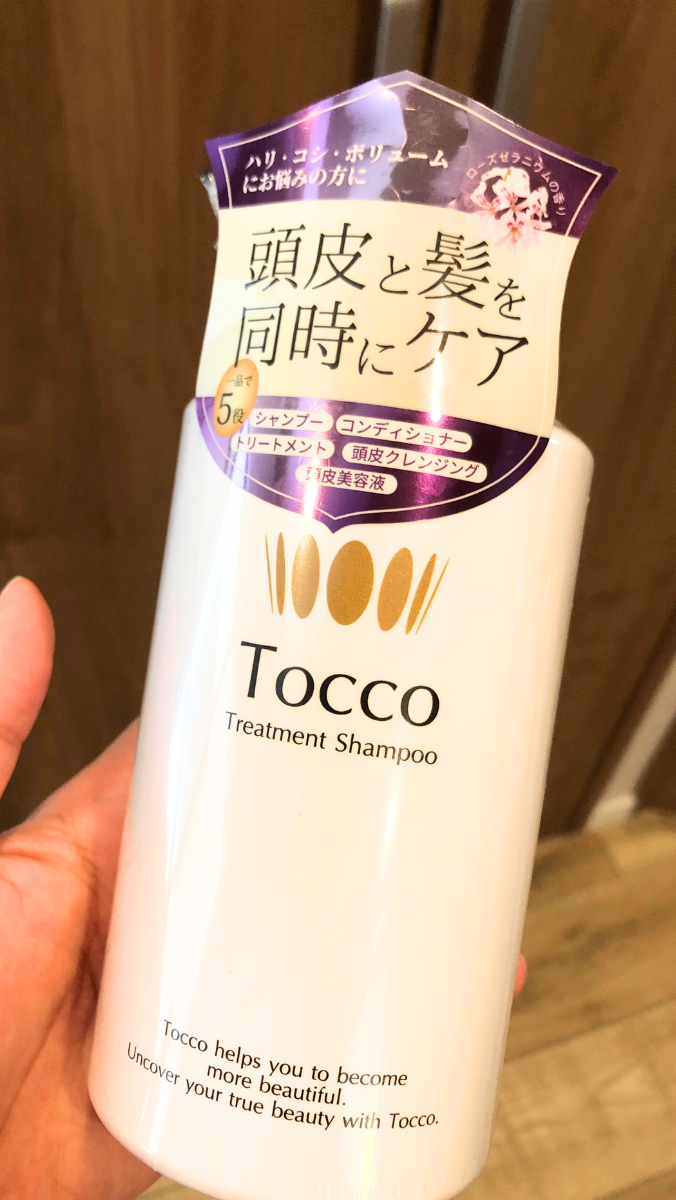 ハリ・コシ・ボリューム
にお悩みの方に
ローズゼラニウムの香り
頭皮と髪を
同時にケア
一品で
5役
シャンプー コンディショナー
トリートメント 頭皮クレンジング
頭皮美容液
Tocco
Treatment Shampoo
Tocco helps you to become
more beautiful.
Uncover your true beauty with Tocco.